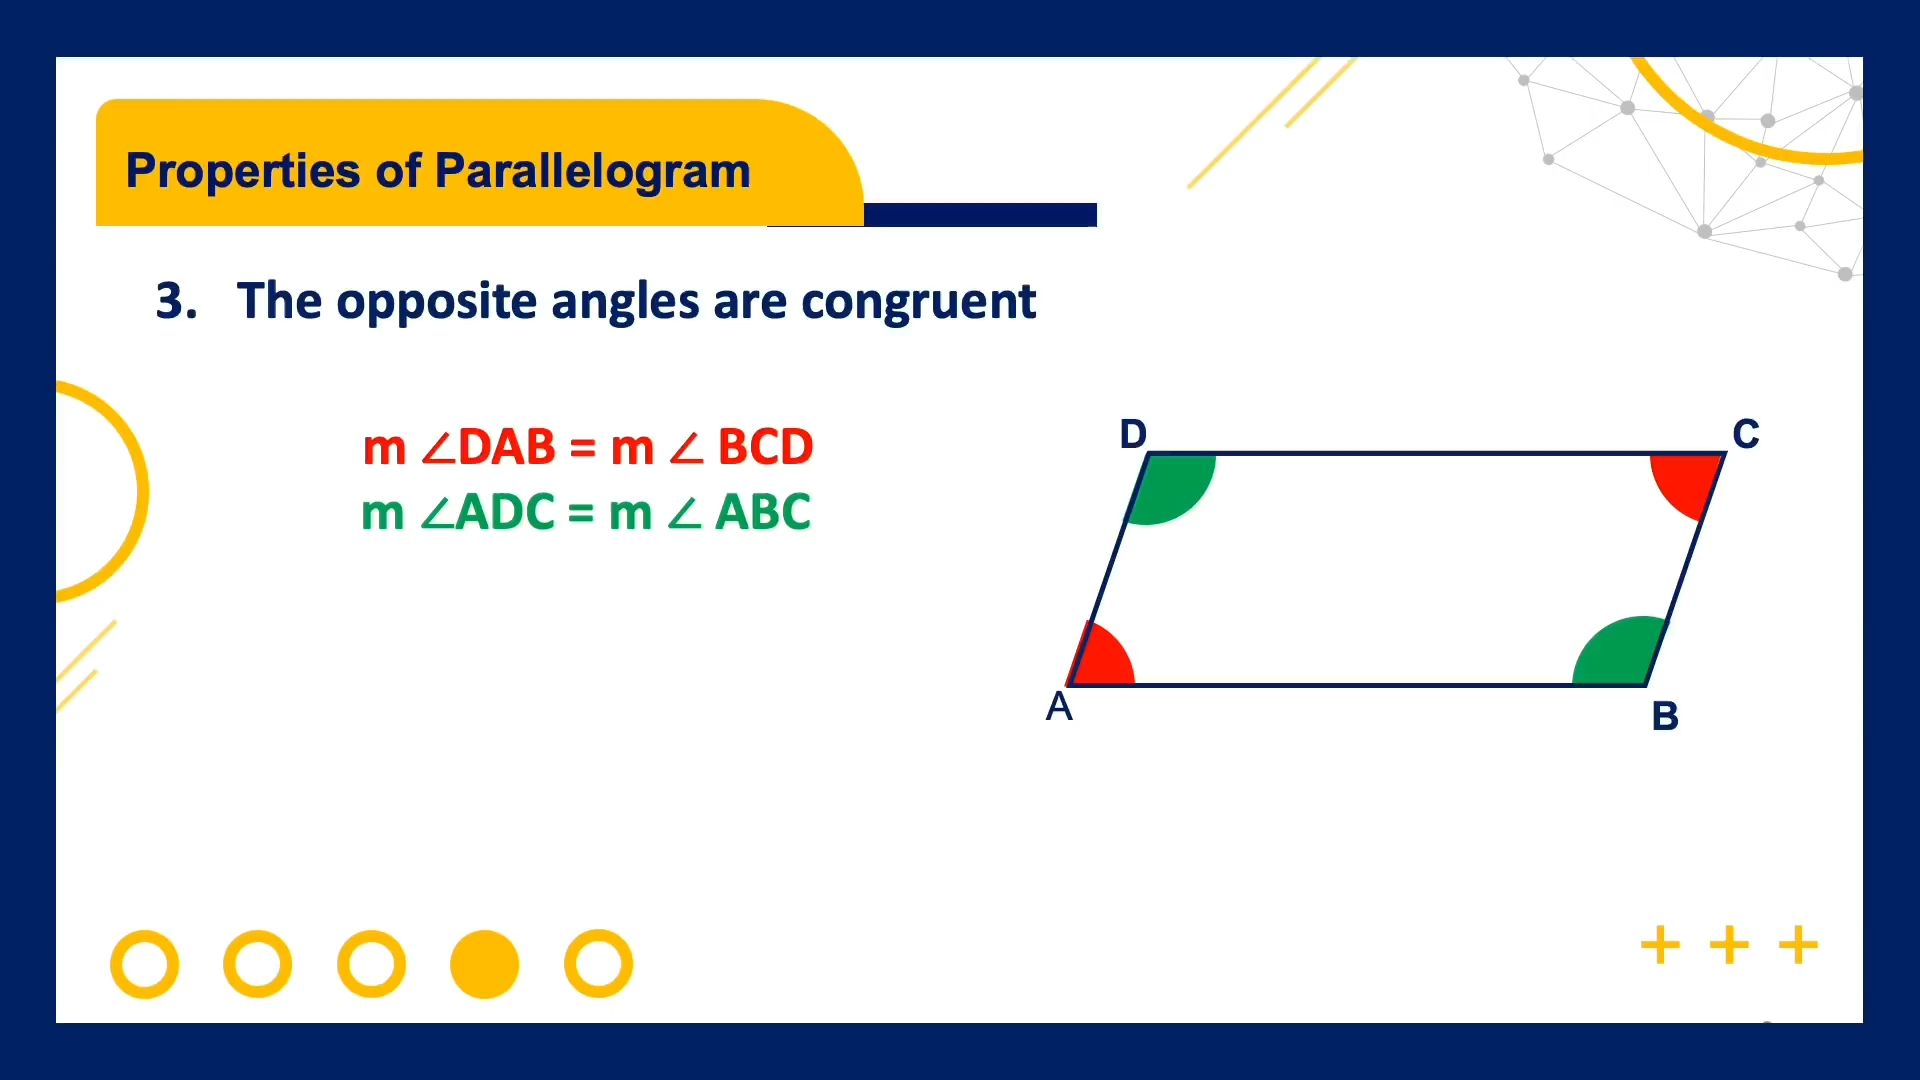 Properties of Parallelogram
3. The opposite angles are congruent
m ∠DAB = m ∠ BCD
m ∠ADC = m ∠ ABC
D
C
A
B